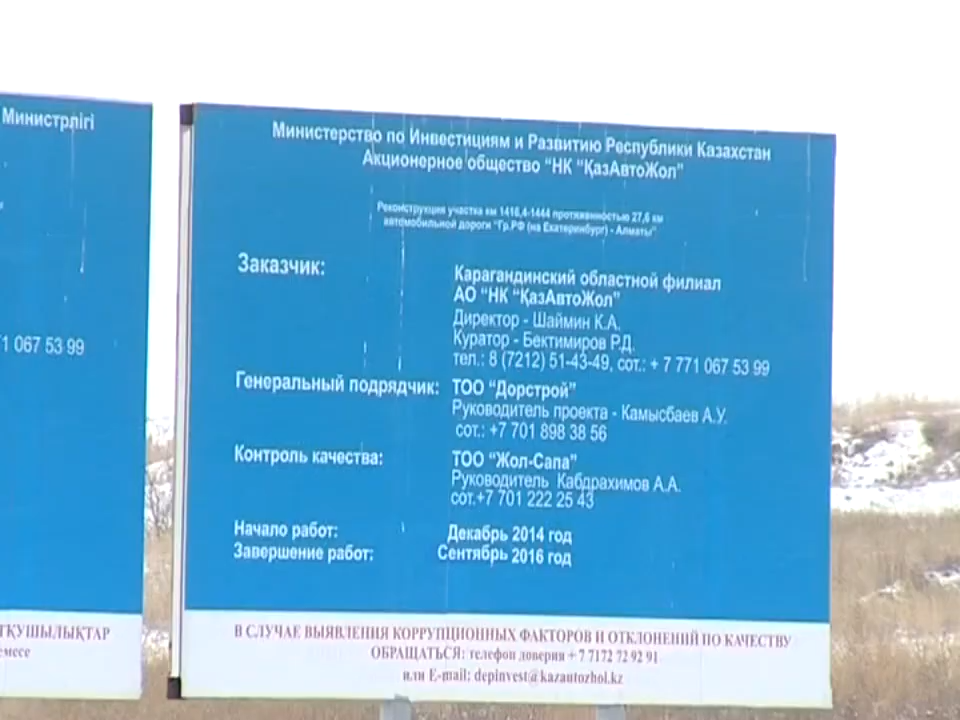 Министрлігі
1 067 53 99
ТҚУШЫЛЫҚТАР
емесе
Министерство по Инвестициям и Развитию Республики Казахстан
Акционерное общество "НК "ҚазАвтоЖол"
Реконструкция участка км 1416,4-1444 протяженностью 27,6 км
автомобильной дороги "Гр.РФ (на Екатеринбург) - Алматы"
Заказчик:
Карагандинский областной филиал
АО "НК "ҚазАвтоЖол"
Директор - Шаймин К.А.
Куратор - Бектимиров Р.Д.
тел.: 8 (7212) 51-43-49, сот.: + 7 771 067 53 99
Генеральный подрядчик: ТОО "Дорстрой"
Руководитель проекта - Камысбаев А.У.
сот.: +7 701 898 38 56
Контроль качества: ТОО "Жол-Сапа"
Руководитель Кабдрахимов А.А.
сот.+7 701 222 25 43
Начало работ: Декабрь 2014 год
Завершение работ: Сентябрь 2016 год
В СЛУЧАЕ ВЫЯВЛЕНИЯ КОРРУПЦИОННЫХ ФАКТОРОВ И ОТКЛОНЕНИЙ ПО КАЧЕСТВУ
ОБРАЩАТЬСЯ: телефон доверия + 7 7172 72 92 91
или E-mail: depinvest@kazautozhol.kz